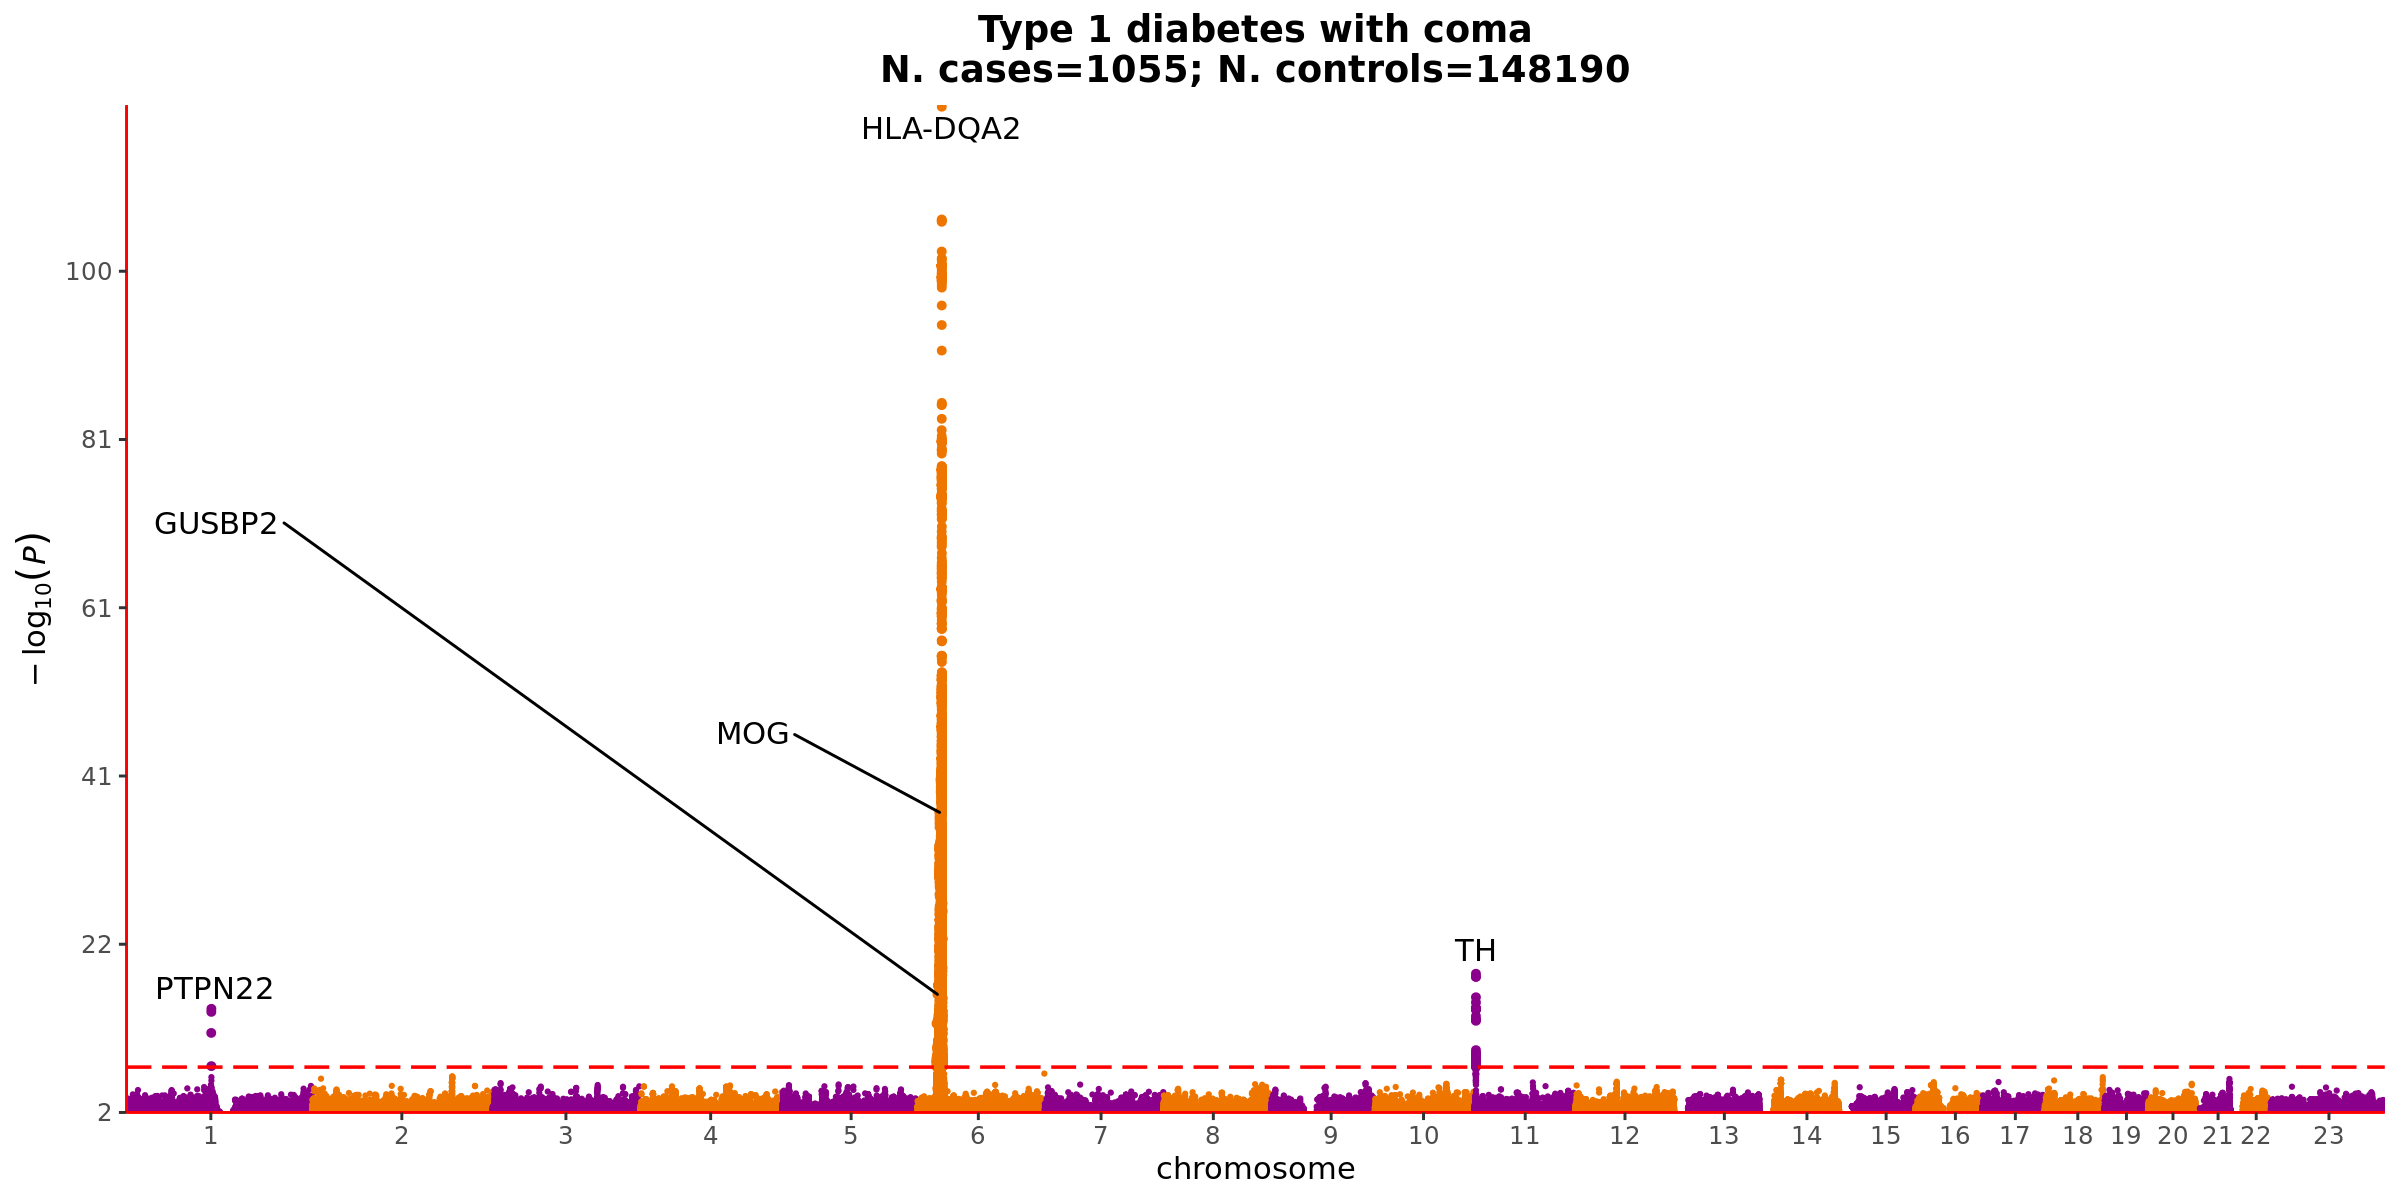 Type 1 diabetes with coma
N. cases=1055; N. controls=148190
HLA-DQA2
100
81
GUSBP2
61
MOG
41
22
TH
PTPN22
2
− log10(P)
1 2 3 4 5 6 7 8 9 10 11 12 13 14 15 16 17 18 19 20 21 22 23
chromosome